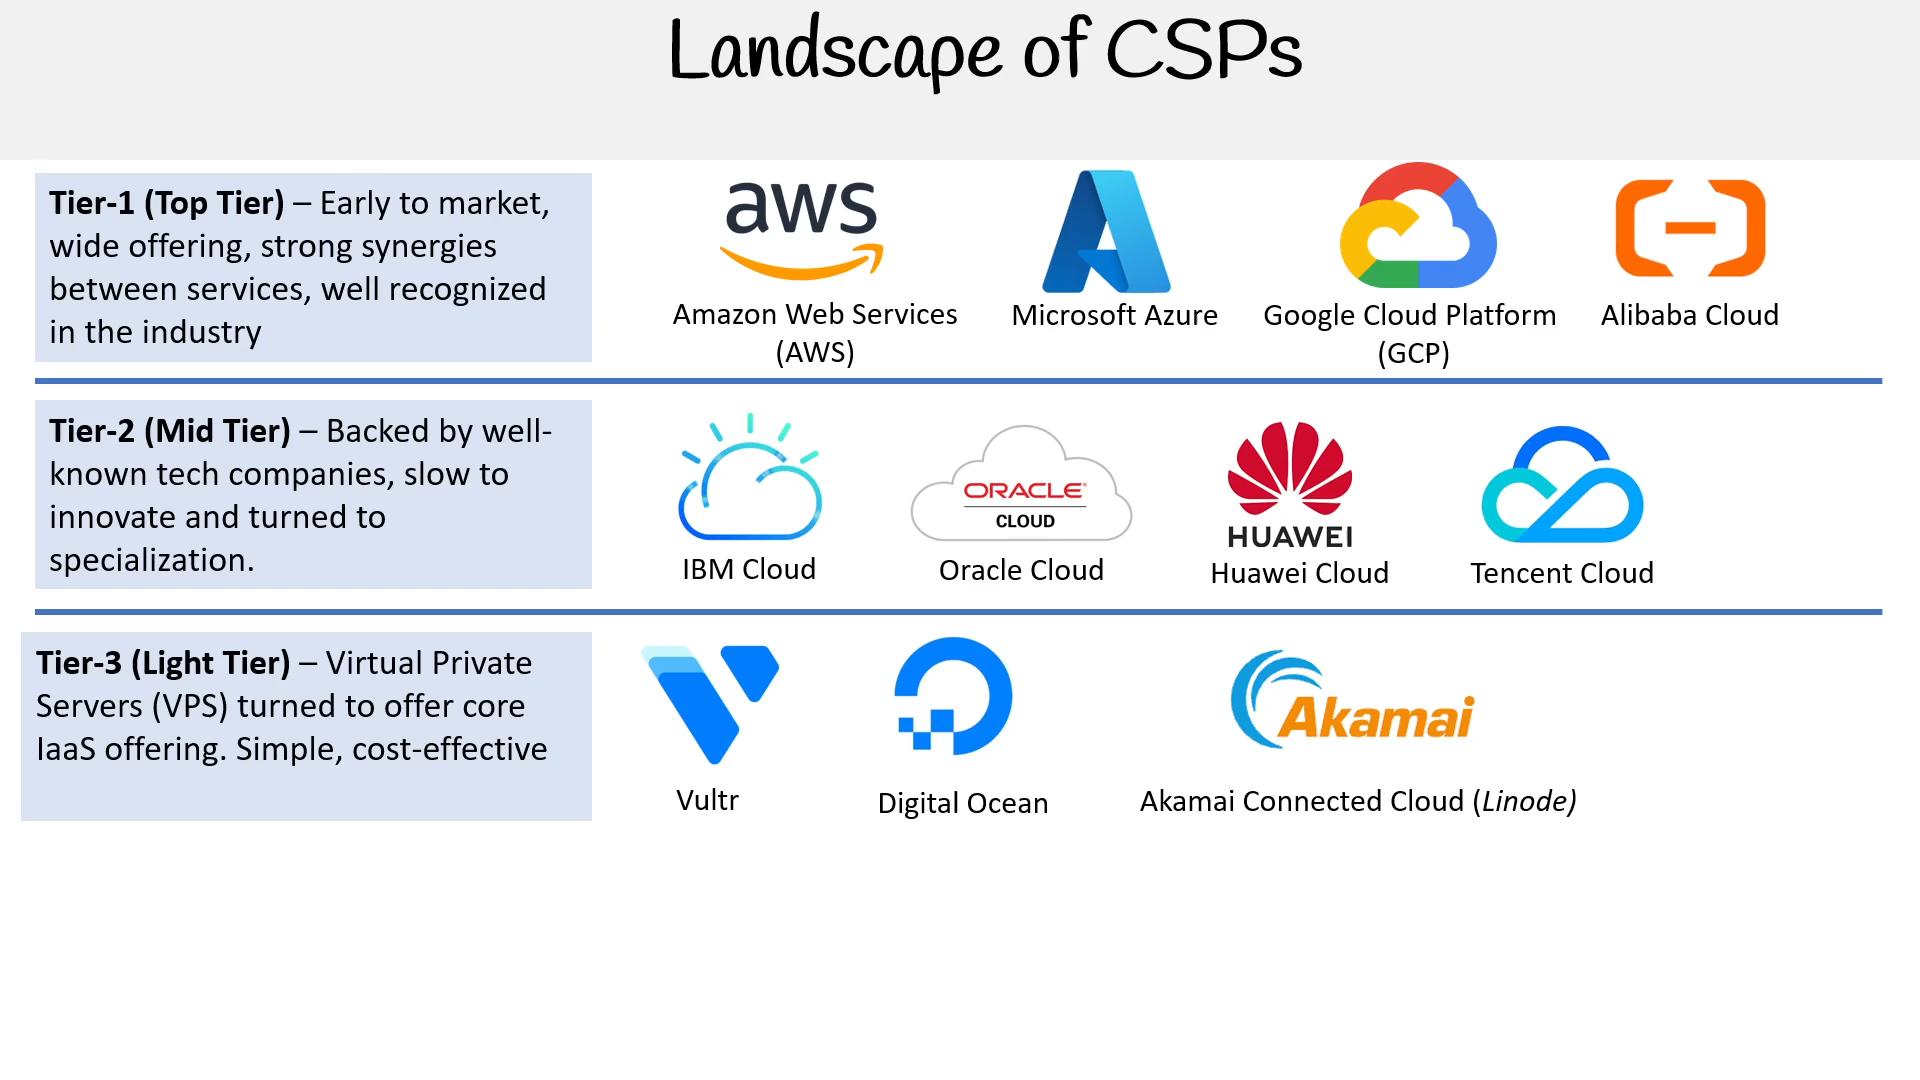 Landscape of CSPs
Tier-1 (Top Tier) – Early to market,
wide offering, strong synergies
between services, well recognized
in the industry
aws
Amazon Web Services
(AWS)
Microsoft Azure
Google Cloud Platform
(GCP)
Alibaba Cloud
Tier-2 (Mid Tier) – Backed by well-
known tech companies, slow to
innovate and turned to
specialization.
IBM Cloud
ORACLE®
CLOUD
Oracle Cloud
HUAWEI
Huawei Cloud
Tencent Cloud
Tier-3 (Light Tier) – Virtual Private
Servers (VPS) turned to offer core
IaaS offering. Simple, cost-effective
Vultr
Digital Ocean
Akamai
Akamai Connected Cloud (Linode)